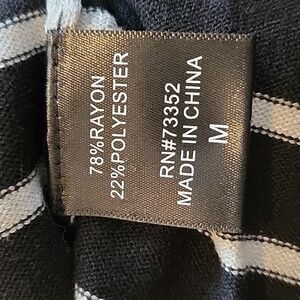 78%RAYON
22%POLYESTER
RN#73352
MADE IN CHINA
M